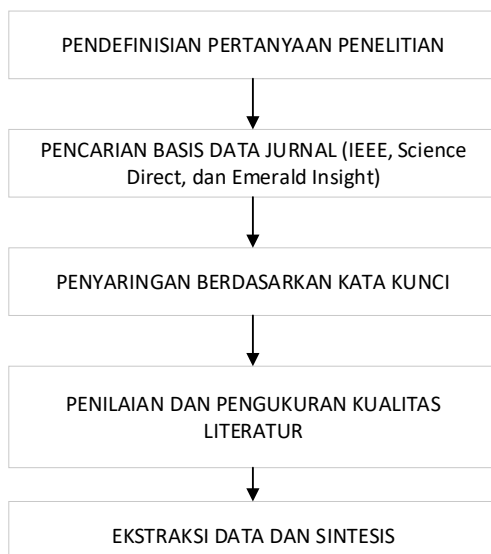 PENDEFINISIAN PERTANYAAN PENELITIAN
PENCARIAN BASIS DATA JURNAL (IEEE, Science
Direct, dan Emerald Insight)
PENYARINGAN BERDASARKAN KATA KUNCI
PENILAIAN DAN PENGUKURAN KUALITAS
LITERATUR
EKSTRAKSI DATA DAN SINTESIS